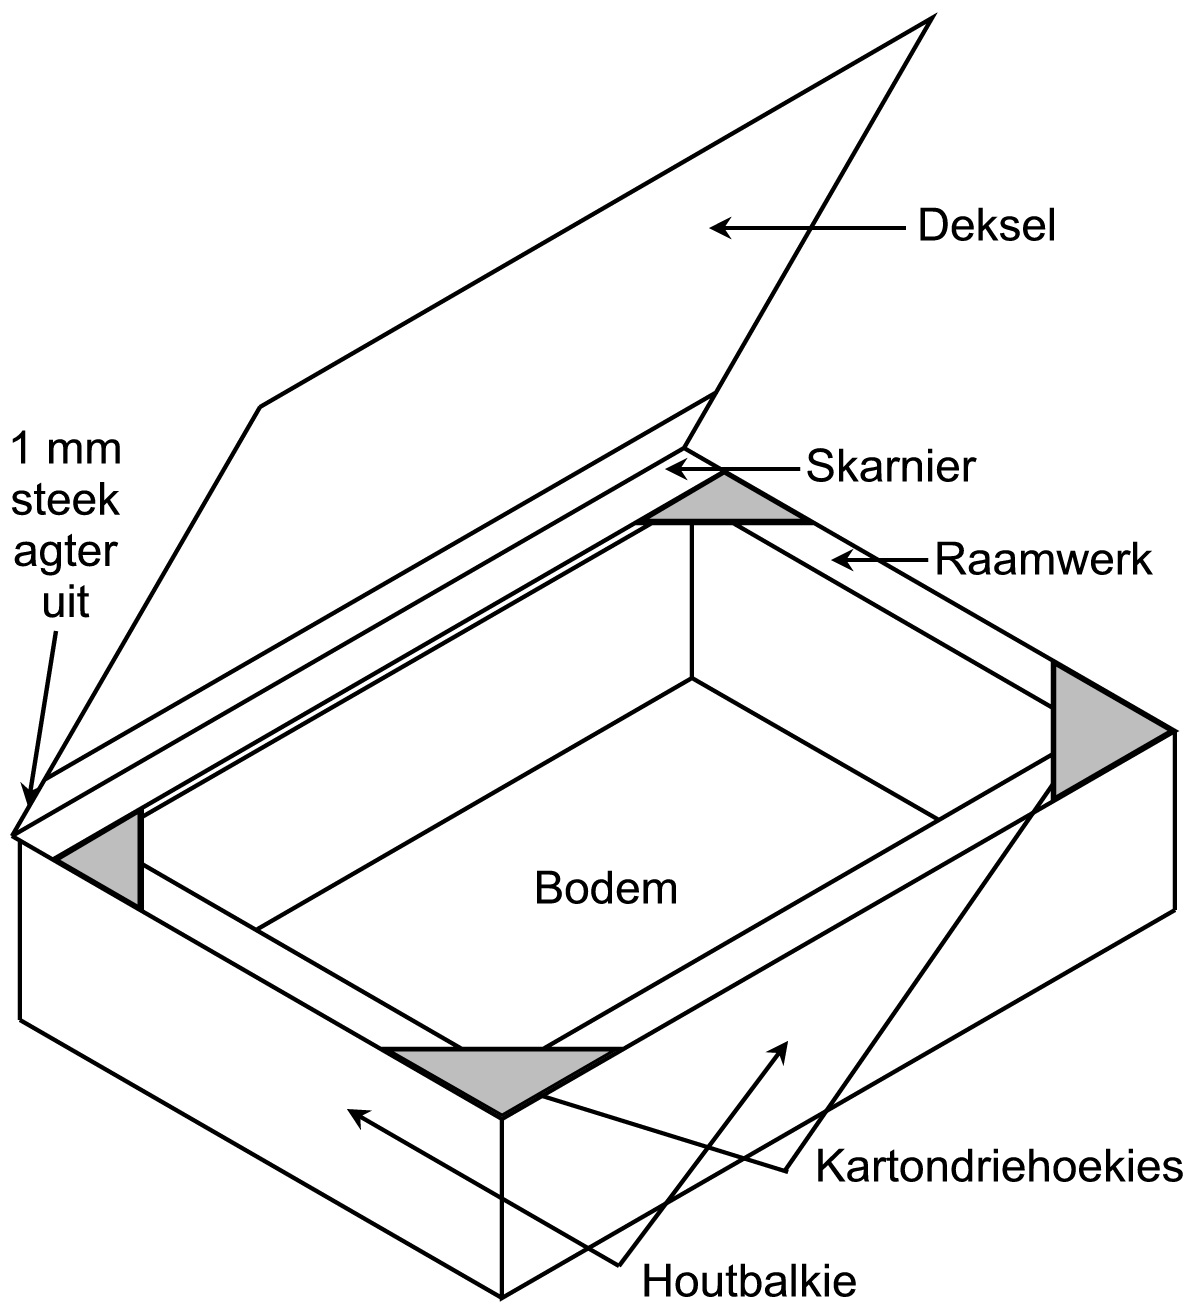 Deksel
1 mm
steek
agter
uit
Skarnier
Raamwerk
Bodem
Kartondriehoekies
Houtbalkie